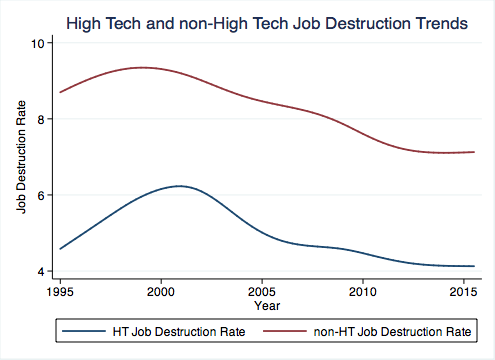 High Tech and non-High Tech Job Destruction Trends
10
8
6
4
Job Destruction Rate
1995 2000 2005 2010 2015
Year
HT Job Destruction Rate non-HT Job Destruction Rate